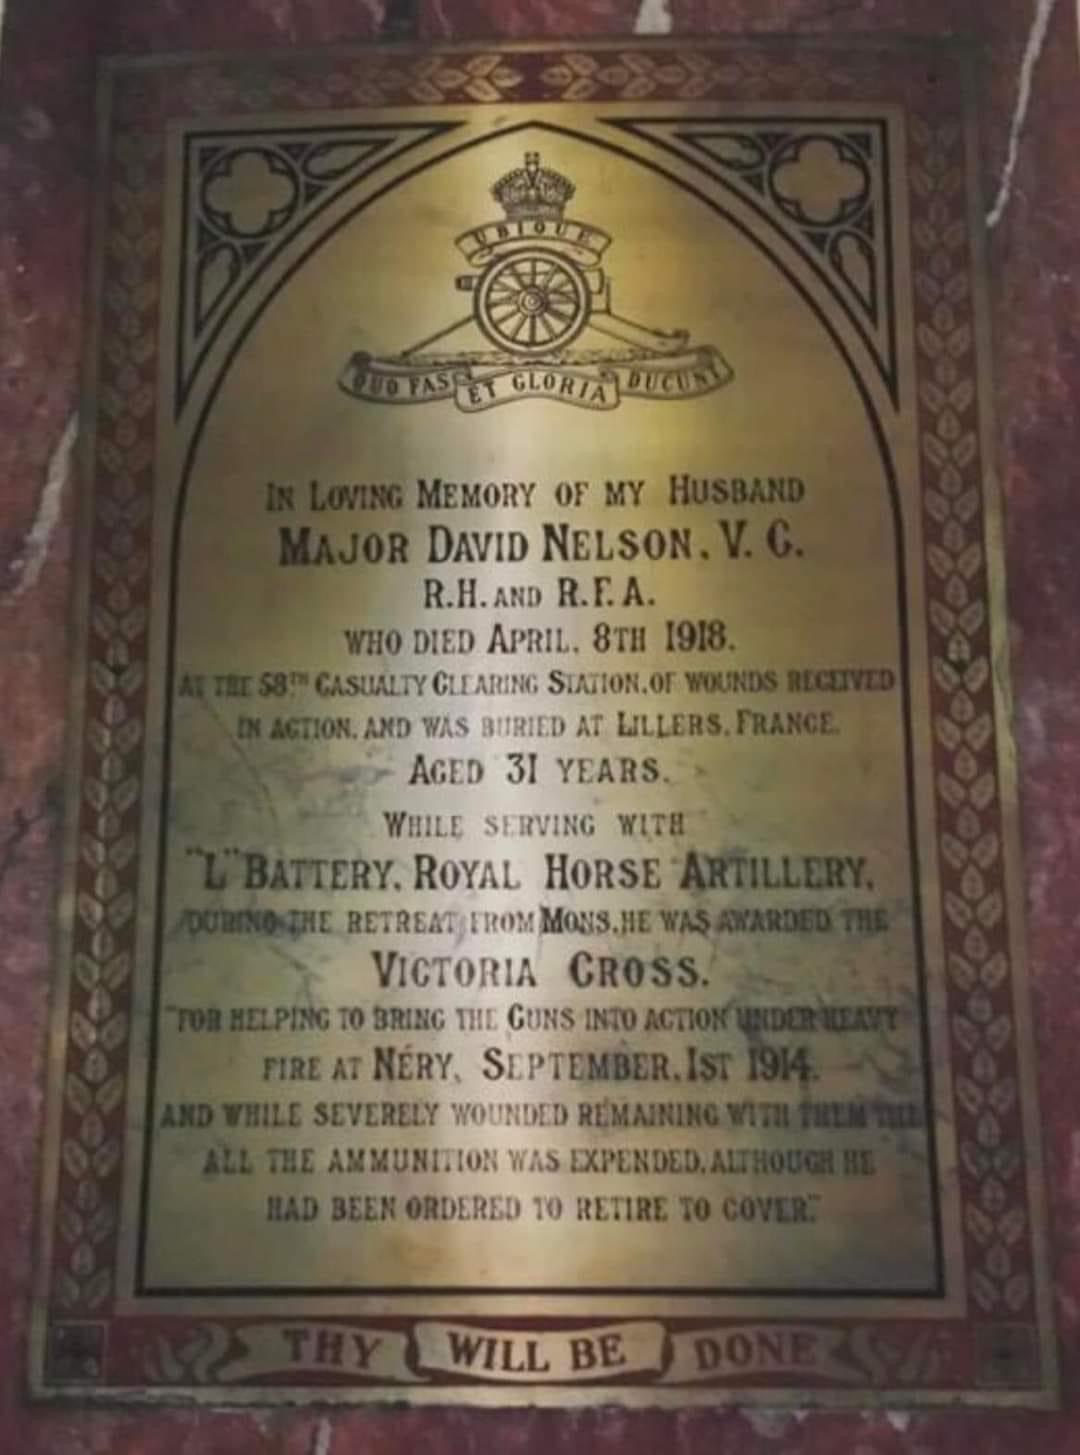 UBIQUE
QUO FAS ET GLORIA DUCUNT
IN LOVING MEMORY OF MY HUSBAND
MAJOR DAVID NELSON, V. C.
R.H. AND R.F.A.
WHO DIED APRIL, 8TH 1918,
AT THE 58TH CASUALTY CLEARING STATION, OF WOUNDS RECEIVED
IN ACTION, AND WAS BURIED AT LILLERS, FRANCE.
AGED 31 YEARS.
WHILE SERVING WITH
"L" BATTERY, ROYAL HORSE ARTILLERY,
DURING THE RETREAT FROM MONS, HE WAS AWARDED THE
VICTORIA CROSS.
"FOR HELPING TO BRING THE GUNS INTO ACTION UNDER HEAVY
FIRE AT NÉRY, SEPTEMBER, 1ST 1914.
AND WHILE SEVERELY WOUNDED REMAINING WITH THEM TILL
ALL THE AMMUNITION WAS EXPENDED, ALTHOUGH HE
HAD BEEN ORDERED TO RETIRE TO COVER."
THY WILL BE DONE